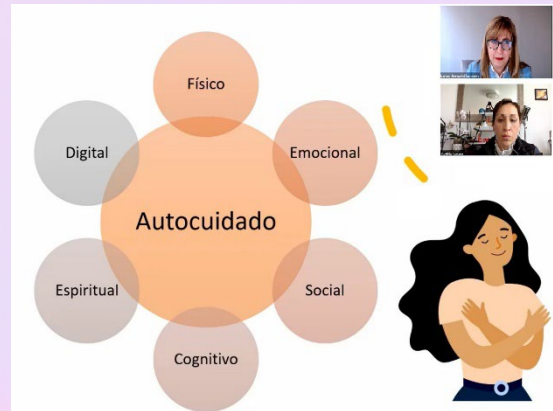 Físico
Digital
Emocional
Autocuidado
Espiritual
Social
Cognitivo